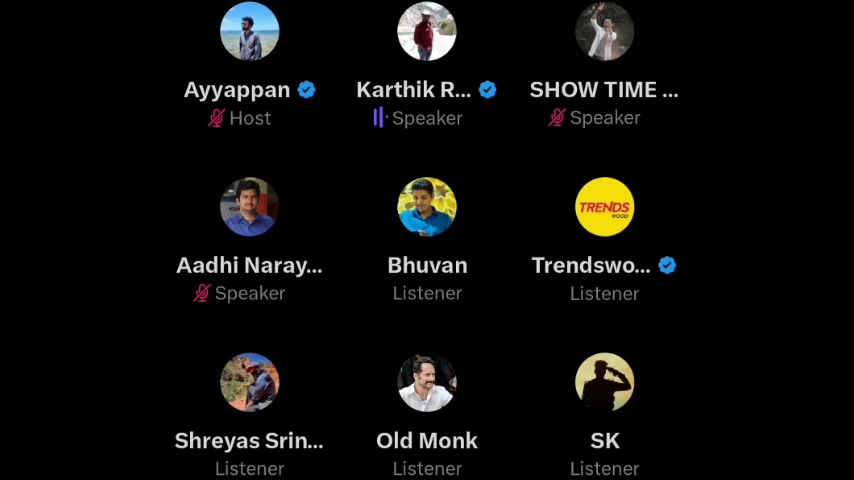 Ayyappan
Karthik R...
SHOW TIME ...
Host
Speaker
Speaker
TRENDS
WOOD
Aadhi Naray...
Bhuvan
Trendswo...
Speaker
Listener
Listener
Shreyas Srin...
Old Monk
SK
Listener
Listener
Listener